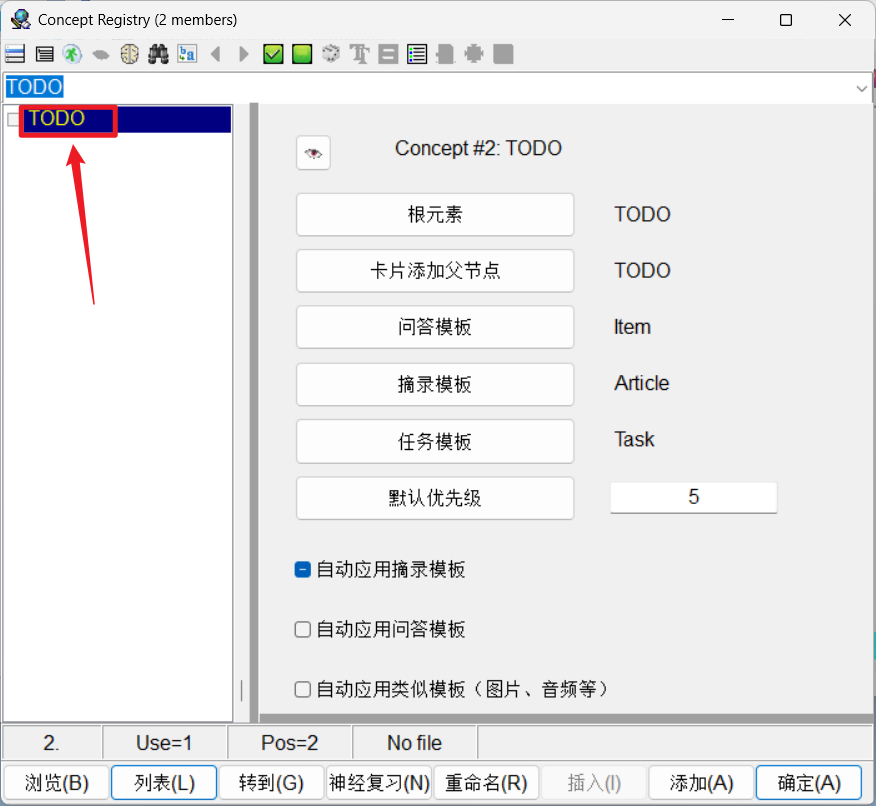 Concept Registry (2 members)
TODO
TODO
Concept #2: TODO
根元素 TODO
卡片添加父节点 TODO
问答模板 Item
摘录模板 Article
任务模板 Task
默认优先级 5
自动应用摘录模板
自动应用问答模板
自动应用类似模板（图片、音频等）
2. Use=1 Pos=2 No file
浏览(B) 列表(L) 转到(G) 神经复习(N) 重命名(R) 插入(I) 添加(A) 确定(A)